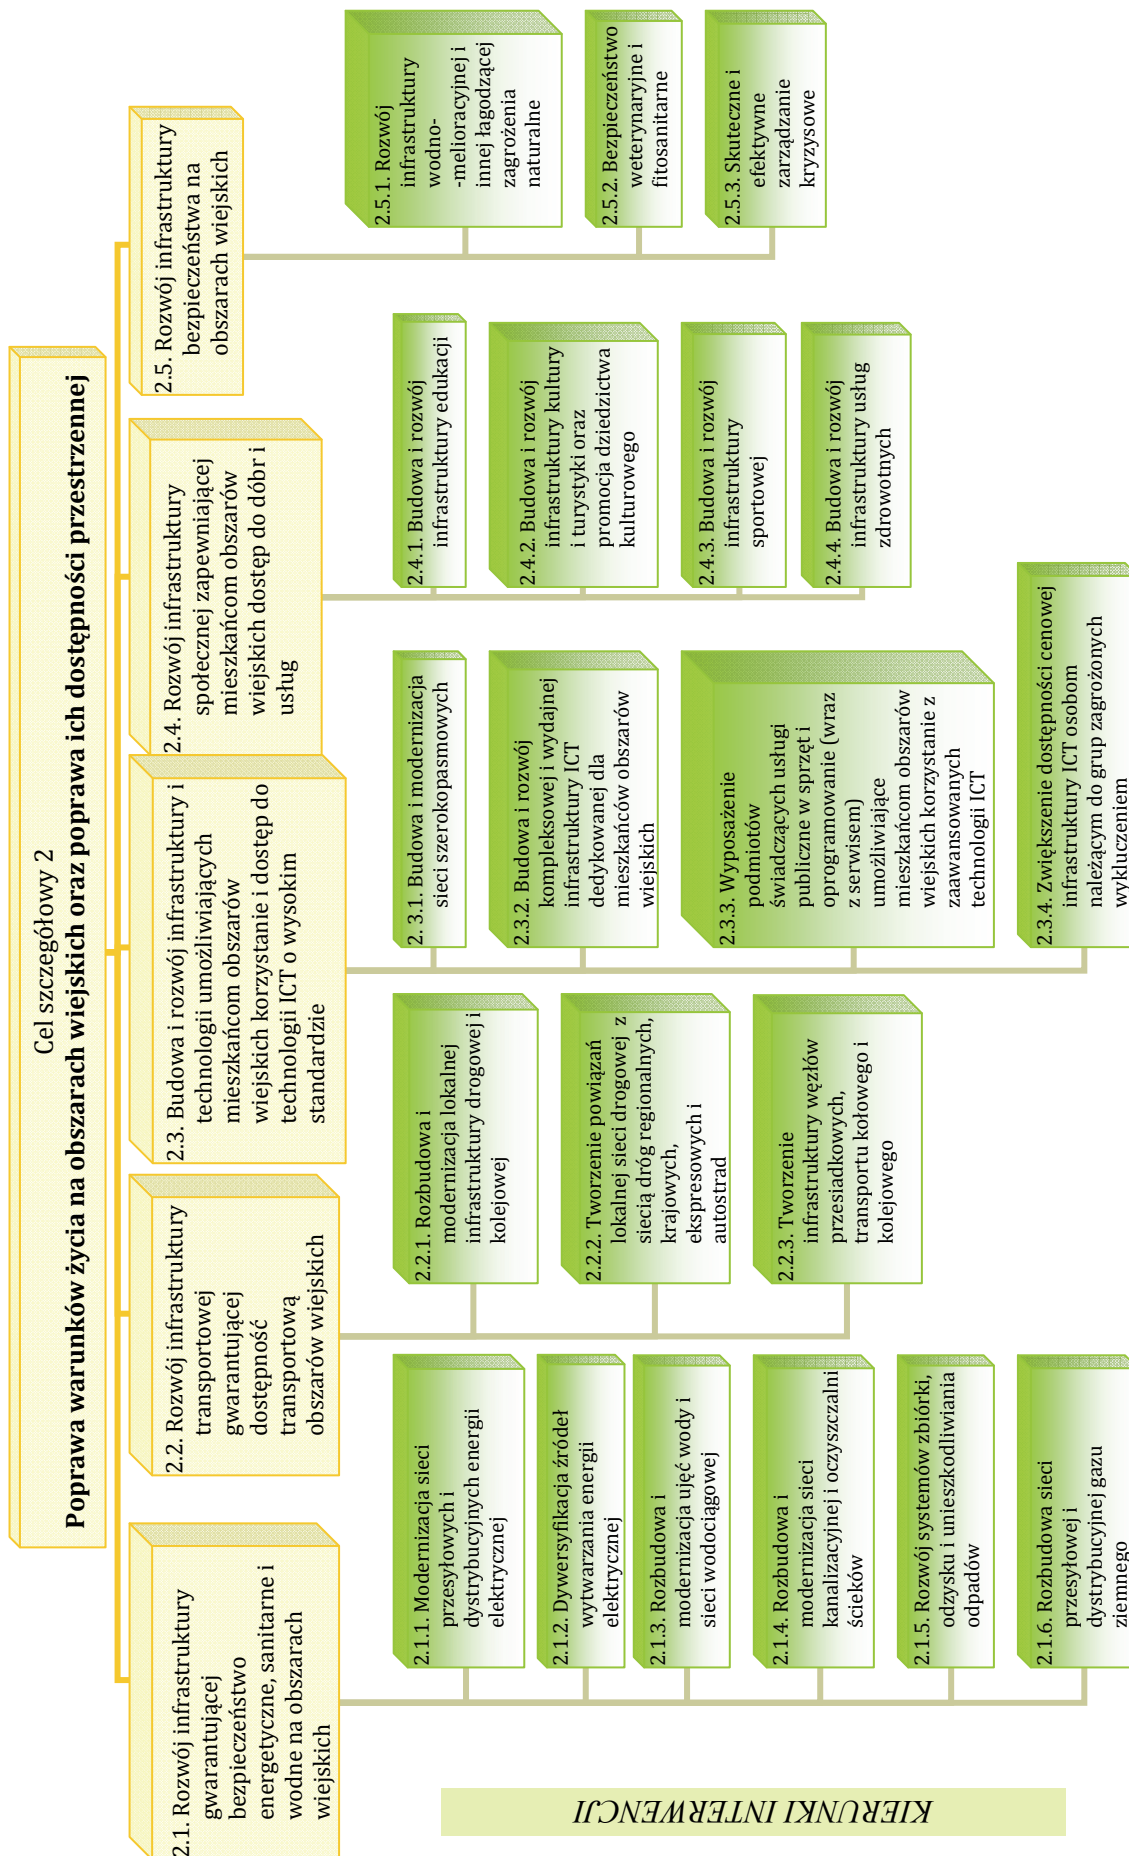 Cel szczegółowy 2
Poprawa warunków życia na obszarach wiejskich oraz poprawa ich dostępności przestrzennej
2.1. Rozwój infrastruktury
gwarantującej
bezpieczeństwo
energetyczne, sanitarne i
wodne na obszarach
wiejskich
2.2. Rozwój infrastruktury
transportowej
gwarantującej
dostępność
transportową
obszarów wiejskich
2.3. Budowa i rozwój infrastruktury i
technologii umożliwiających
mieszkańcom obszarów
wiejskich korzystanie i dostęp do
technologii ICT o wysokim
standardzie
2.4. Rozwój infrastruktury
społecznej zapewniającej
mieszkańcom obszarów
wiejskich dostęp do dóbr i
usług
2.5. Rozwój infrastruktury
bezpieczeństwa na
obszarach wiejskich
KIERUNKI INTERWENCJI
2.1.1. Modernizacja sieci
przesyłowych i
dystrybucyjnych energii
elektrycznej
2.1.2. Dywersyfikacja źródeł
wytwarzania energii
elektrycznej
2.1.3. Rozbudowa i
modernizacja ujęć wody i
sieci wodociągowej
2.1.4. Rozbudowa i
modernizacja sieci
kanalizacyjnej i oczyszczalni
ścieków
2.1.5. Rozwój systemów zbiórki,
odzysku i unieszkodliwiania
odpadów
2.1.6. Rozbudowa sieci
przesyłowej i
dystrybucyjnej gazu
ziemnego
2.2.1. Rozbudowa i
modernizacja lokalnej
infrastruktury drogowej i
kolejowej
2.2.2. Tworzenie powiązań
lokalnej sieci drogowej z
siecią dróg regionalnych,
krajowych,
ekspresowych i
autostrad
2.2.3. Tworzenie
infrastruktury węzłów
przesiadkowych,
transportu kołowego i
kolejowego
2. 3.1. Budowa i modernizacja
sieci szerokopasmowych
2.3.2. Budowa i rozwój
kompleksowej i wydajnej
infrastruktury ICT
dedykowanej dla
mieszkańców obszarów
wiejskich
2.3.3. Wyposażenie
podmiotów
świadczących usługi
publiczne w sprzęt i
oprogramowanie (wraz
z serwisem)
umożliwiające
mieszkańcom obszarów
wiejskich korzystanie z
zaawansowanych
technologii ICT
2.3.4. Zwiększenie dostępności cenowej
infrastruktury ICT osobom
należącym do grup zagrożonych
wykluczeniem
2.4.1. Budowa i rozwój
infrastruktury edukacji
2.4.2. Budowa i rozwój
infrastruktury kultury
i turystyki oraz
promocja dziedzictwa
kulturowego
2.4.3. Budowa i rozwój
infrastruktury
sportowej
2.4.4. Budowa i rozwój
infrastruktury usług
zdrowotnych
2.5.1. Rozwój
infrastruktury
wodno-
-melioracyjnej i
innej łagodzącej
zagrożenia
naturalne
2.5.2. Bezpieczeństwo
weterynaryjne i
fitosanitarne
2.5.3. Skuteczne i
efektywne
zarządzanie
kryzysowe